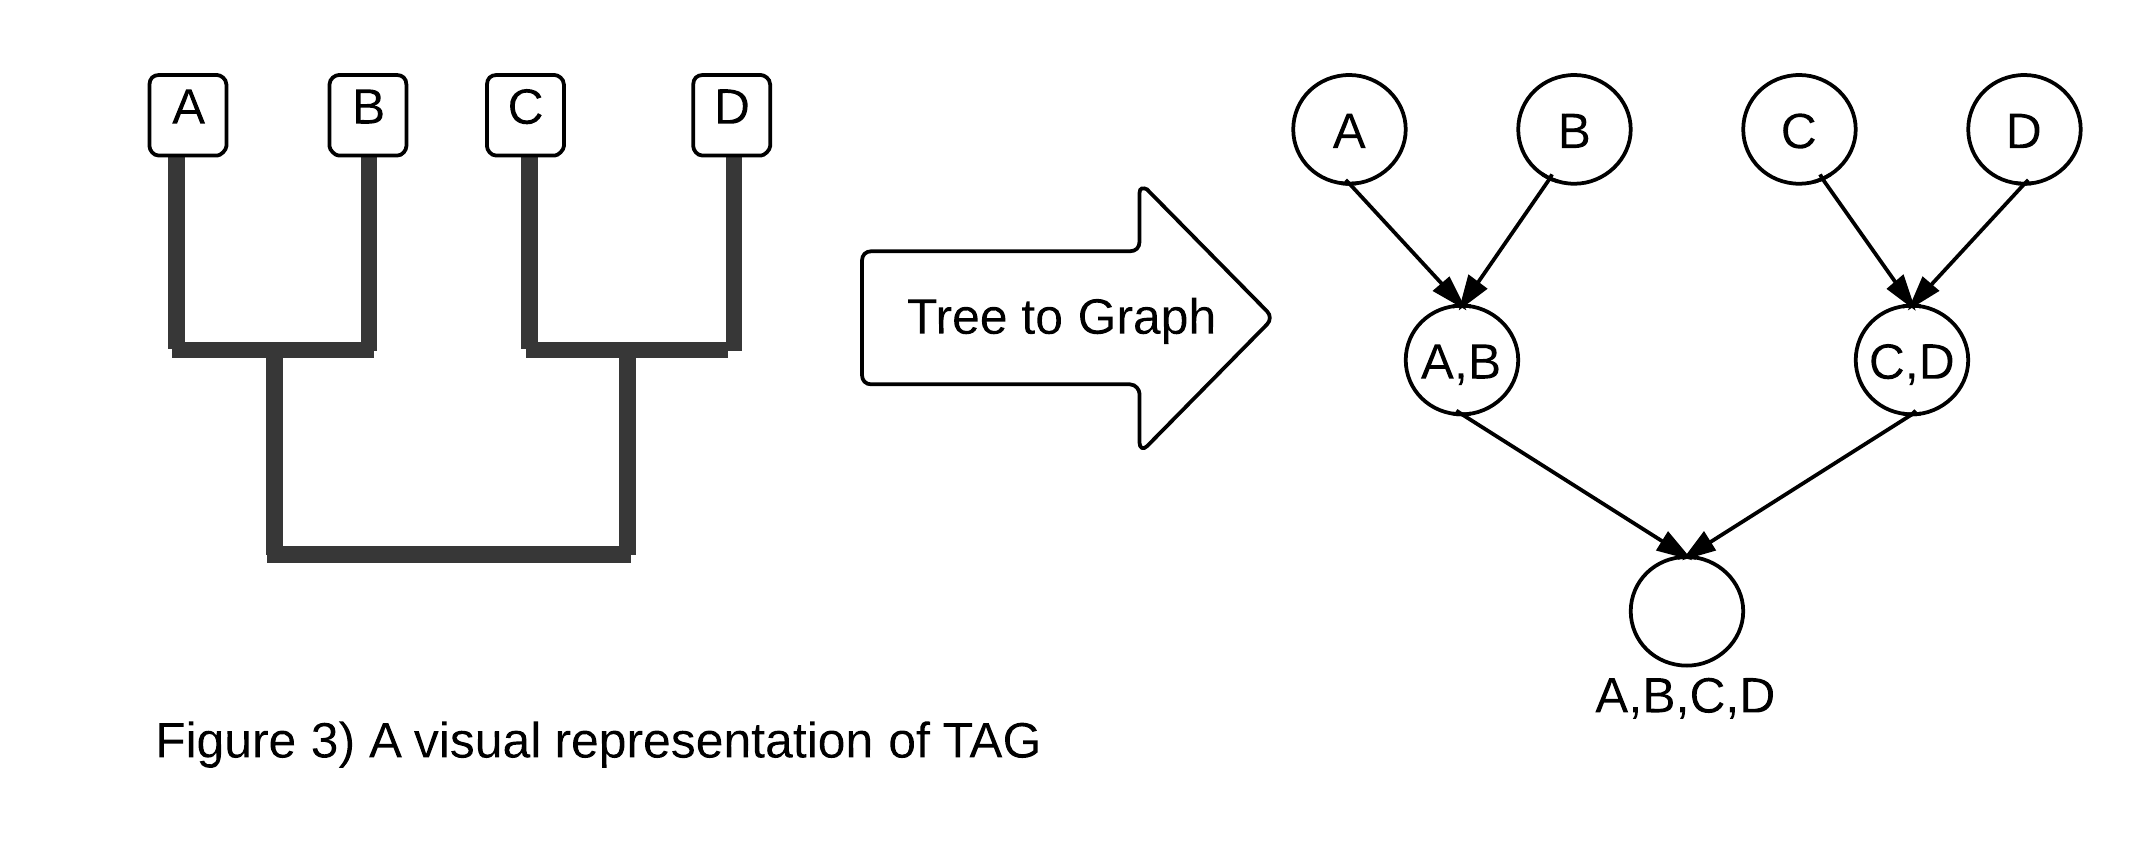 A B C D
Tree to Graph
A B C D
A,B C,D
A,B,C,D
Figure 3) A visual representation of TAG